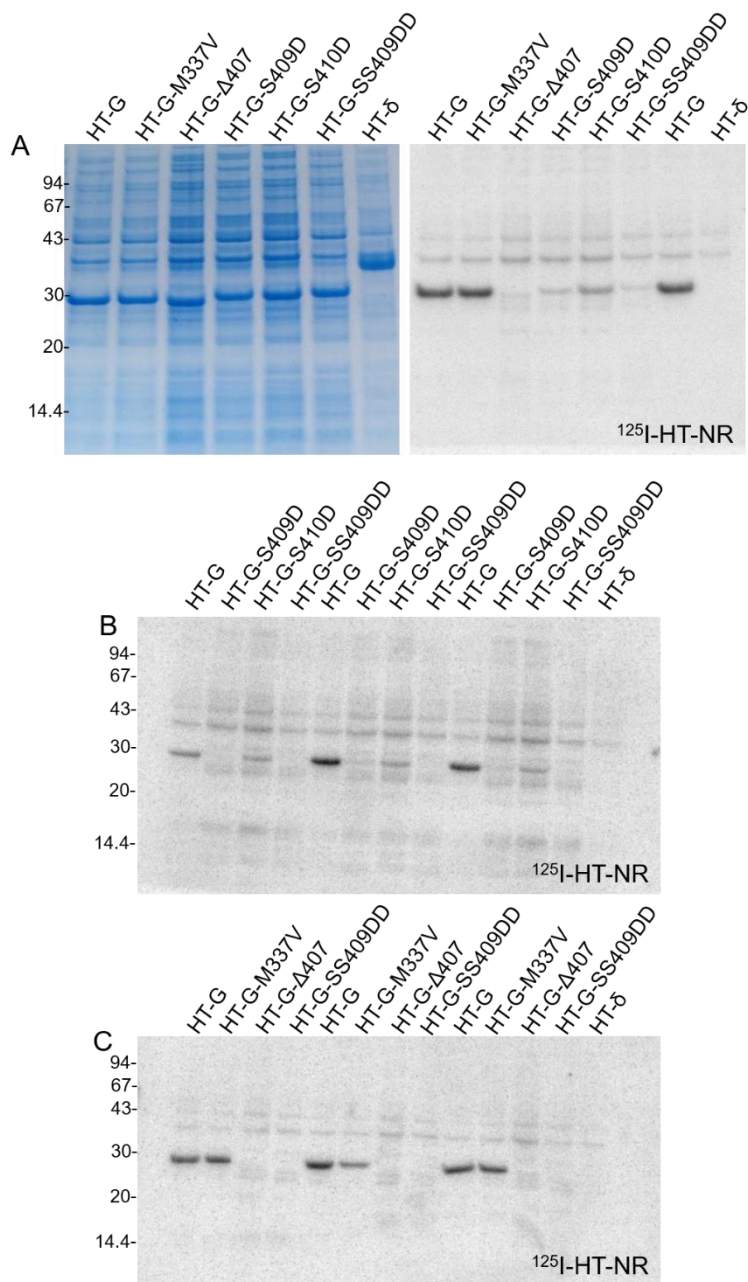 HT-G
HT-G-M337V
HT-G-Δ407
HT-G-S409D
HT-G-S410D
HT-G-SS409DD
HT-δ
HT-G
HT-G-M337V
HT-G-Δ407
HT-G-S409D
HT-G-S410D
HT-G-SS409DD
HT-G
HT-δ
A
94-
67-
43-
30-
20-
14.4-
¹²⁵I-HT-NR
HT-G
HT-G-S409D
HT-G-S410D
HT-G-SS409DD
HT-G
HT-G-S409D
HT-G-S410D
HT-G-SS409DD
HT-G
HT-G-S409D
HT-G-S410D
HT-G-SS409DD
HT-δ
B
94-
67-
43-
30-
20-
14.4-
¹²⁵I-HT-NR
HT-G
HT-G-M337V
HT-G-Δ407
HT-G-SS409DD
HT-G
HT-G-M337V
HT-G-Δ407
HT-G-SS409DD
HT-G
HT-G-M337V
HT-G-Δ407
HT-G-SS409DD
HT-δ
C
94-
67-
43-
30-
20-
14.4-
¹²⁵I-HT-NR